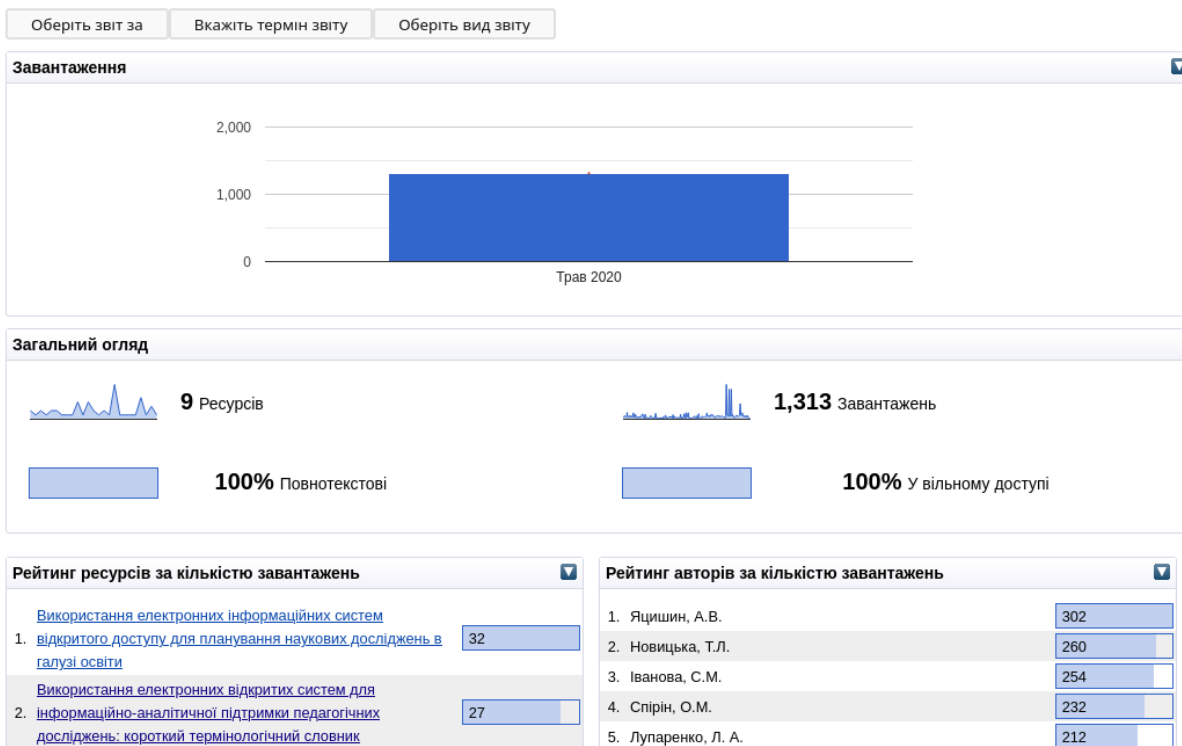 Оберіть звіт за Вкажіть термін звіту Оберіть вид звіту
Завантаження
2,000
1,000
0
Трав 2020
Загальний огляд
9 Ресурсів 1,313 Завантажень
100% Повнотекстові 100% У вільному доступі
Рейтинг ресурсів за кількістю завантажень
Використання електронних інформаційних систем
1. відкритого доступу для планування наукових досліджень в 32
галузі освіти
Використання електронних відкритих систем для
2. інформаційно-аналітичної підтримки педагогічних 27
досліджень: короткий термінологічний словник
Рейтинг авторів за кількістю завантажень
1. Яцишин, А.В. 302
2. Новицька, Т.Л. 260
3. Іванова, С.М. 254
4. Спірін, О.М. 232
5. Лупаренко, Л. А. 212